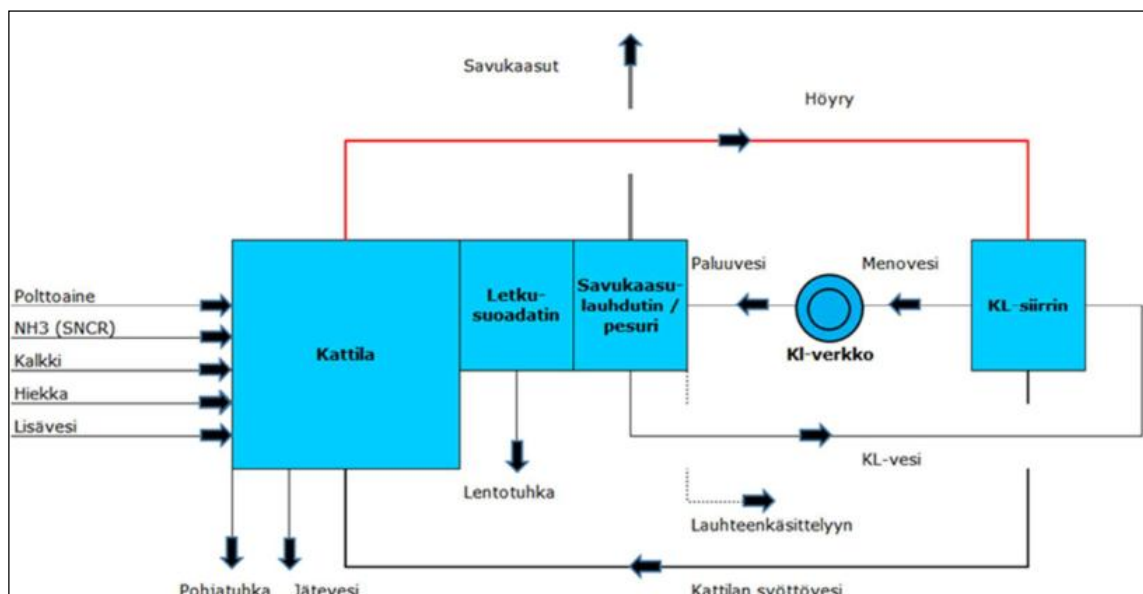 Savukaasut
Höyry
Paluuvesi
Menovesi
Polttoaine
NH3 (SNCR)
Kalkki
Hiekka
Lisävesi
Kattila
Letku-
suoadatin
Savukaasu-
lauhdutin /
pesuri
Kl-verkko
KL-siirrin
KL-vesi
Lentotuhka
Lauhteenkäsittelyyn
Pohjatuhka
Jätevesi
Kattilan syöttövesi